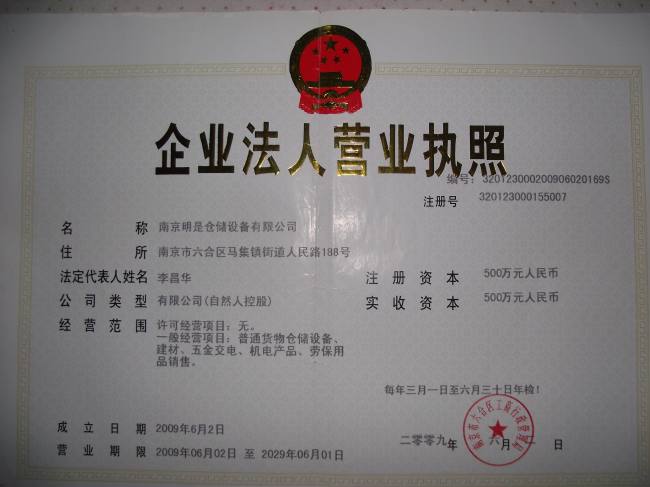 企业法人营业执照
编号：320123000200906020169S
注册号 320123000155007
名称 南京明是仓储设备有限公司
住所 南京市六合区马集镇街道人民路188号
法定代表人姓名 李昌华
注册资本 500万元人民币
公司类型 有限公司(自然人控股)
实收资本 500万元人民币
经营范围 许可经营项目：无。
一般经营项目：普通货物仓储设备、
建材、五金交电、机电产品、劳保用
品销售。
每年三月一日至六月三十日年检！
成立日期 2009年6月2日
二零零九年六月二日
营业期限 2009年06月02日 至 2029年06月01日